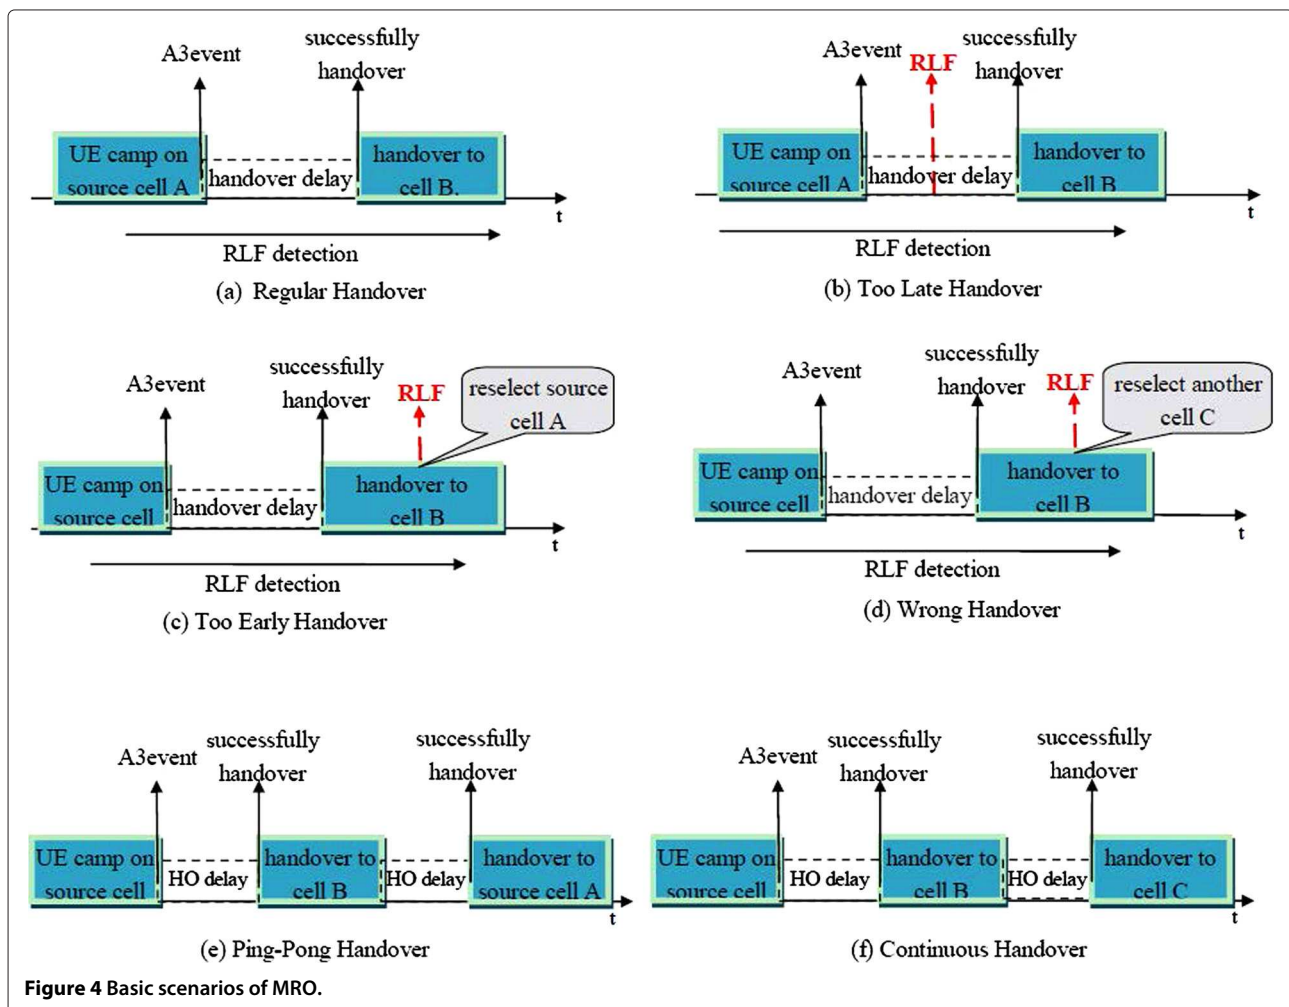 A3event
successfully
handover
UE camp on
source cell A
handover delay
handover to
cell B.
t
RLF detection
(a) Regular Handover
A3event
RLF
successfully
handover
UE camp on
source cell A
handover delay
handover to
cell B
t
RLF detection
(b) Too Late Handover
A3event
successfully
handover
RLF
reselect source
cell A
UE camp on
source cell
handover delay
handover to
cell B
t
RLF detection
(c) Too Early Handover
A3event
successfully
handover
RLF
reselect another
cell C
UE camp on
source cell
handover delay
handover to
cell B
t
RLF detection
(d) Wrong Handover
A3event
successfully
handover
successfully
handover
UE camp on
source cell
HO delay
handover to
cell B
HO delay
handover to
source cell A
t
(e) Ping-Pong Handover
A3event
successfully
handover
successfully
handover
UE camp on
source cell
HO delay
handover to
cell B
HO delay
handover to
cell C
t
(f) Continuous Handover
Figure 4 Basic scenarios of MRO.